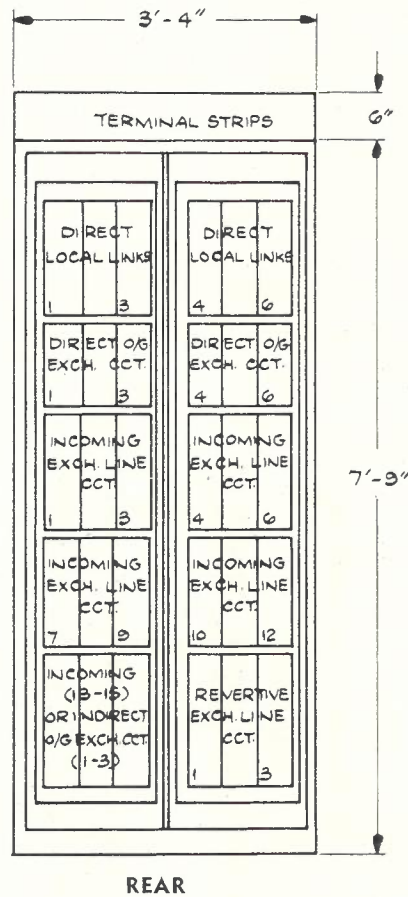 3'-4"
TERMINAL STRIPS
6"
DIRECT
LOCAL LINKS
1 3
DIRECT
LOCAL LINKS
4 6
DIRECT O/G
EXCH. CCT.
1 3
DIRECT O/G
EXCH. CCT.
4 6
INCOMING
EXCH. LINE
CCT.
1 3
INCOMING
EXCH. LINE
CCT.
4 6
7'-9"
INCOMING
EXCH. LINE
CCT.
7 9
INCOMING
EXCH. LINE
CCT.
10 12
INCOMING
(13-15)
OR INDIRECT
O/G EXCH. CCT.
(1-3)
REVERTIVE
EXCH. LINE
CCT.
1 3
REAR